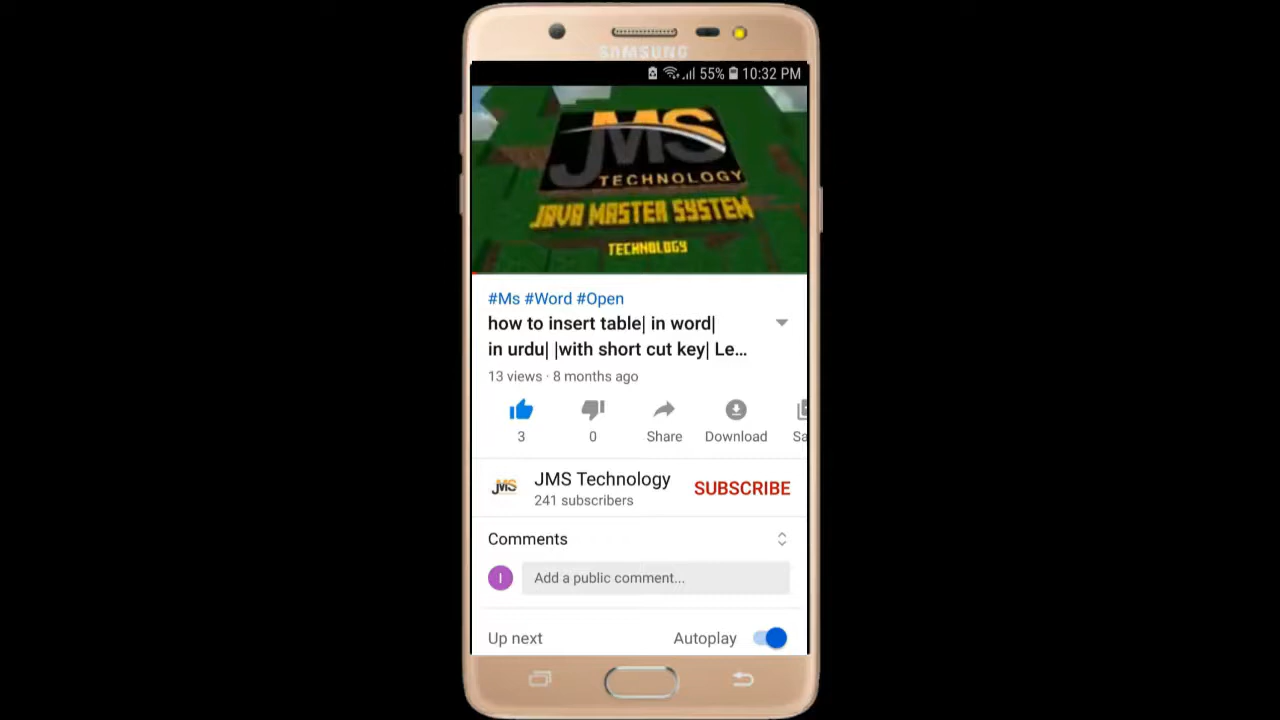 SAMSUNG
55% 10:32 PM
JMS
TECHNOLOGY
JAVA MASTER SYSTEM
TECHNOLOGY
#Ms #Word #Open
how to insert table| in word|
in urdu| |with short cut key| Le...
13 views · 8 months ago
3 0 Share Download Sa
JMS JMS Technology SUBSCRIBE
241 subscribers
Comments
I Add a public comment...
Up next Autoplay